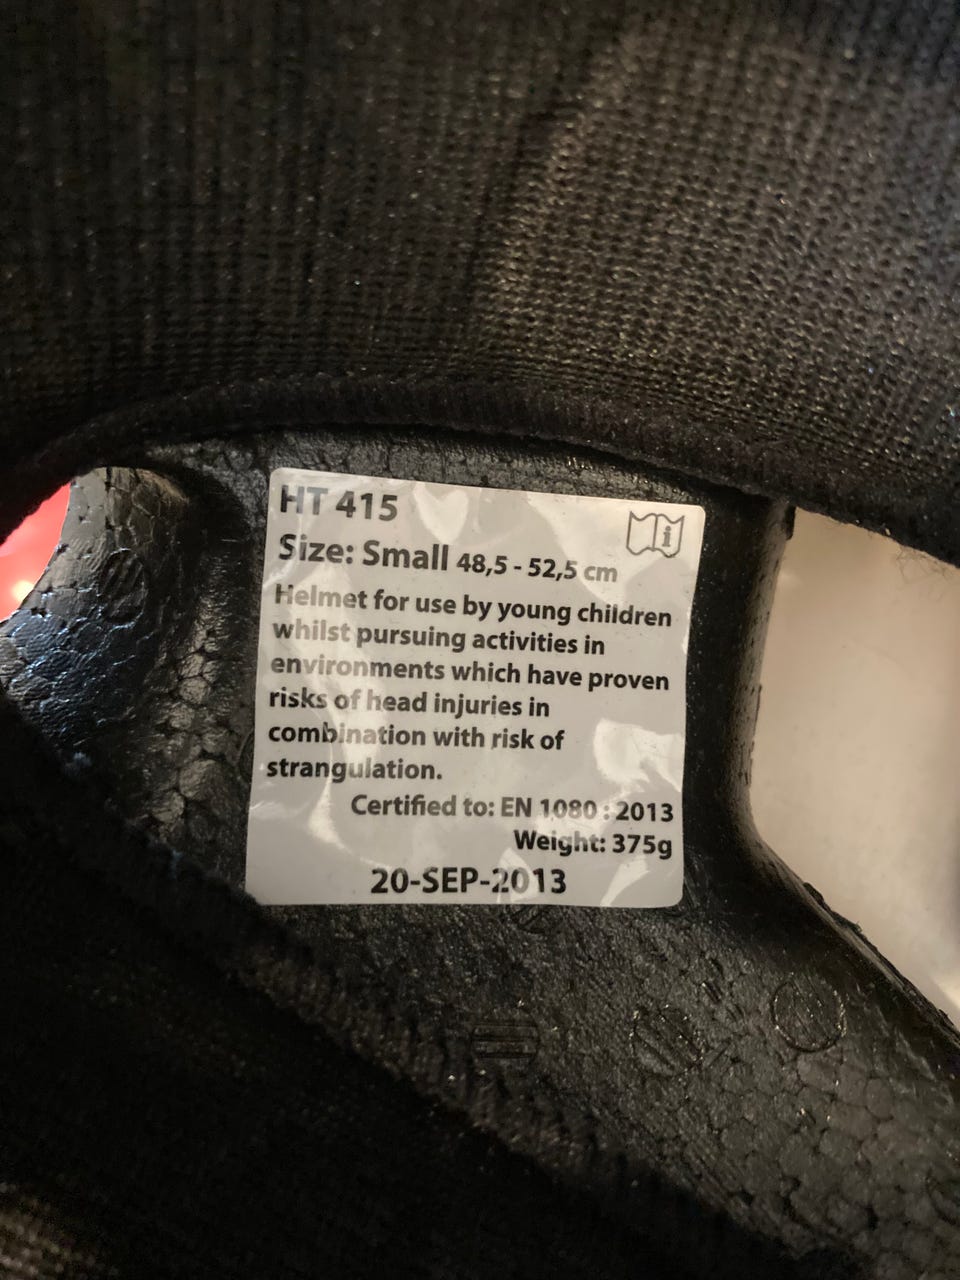 HT 415
Size: Small 48,5 - 52,5 cm
Helmet for use by young children
whilst pursuing activities in
environments which have proven
risks of head injuries in
combination with risk of
strangulation.
Certified to: EN 1080 : 2013
Weight: 375g
20-SEP-2013